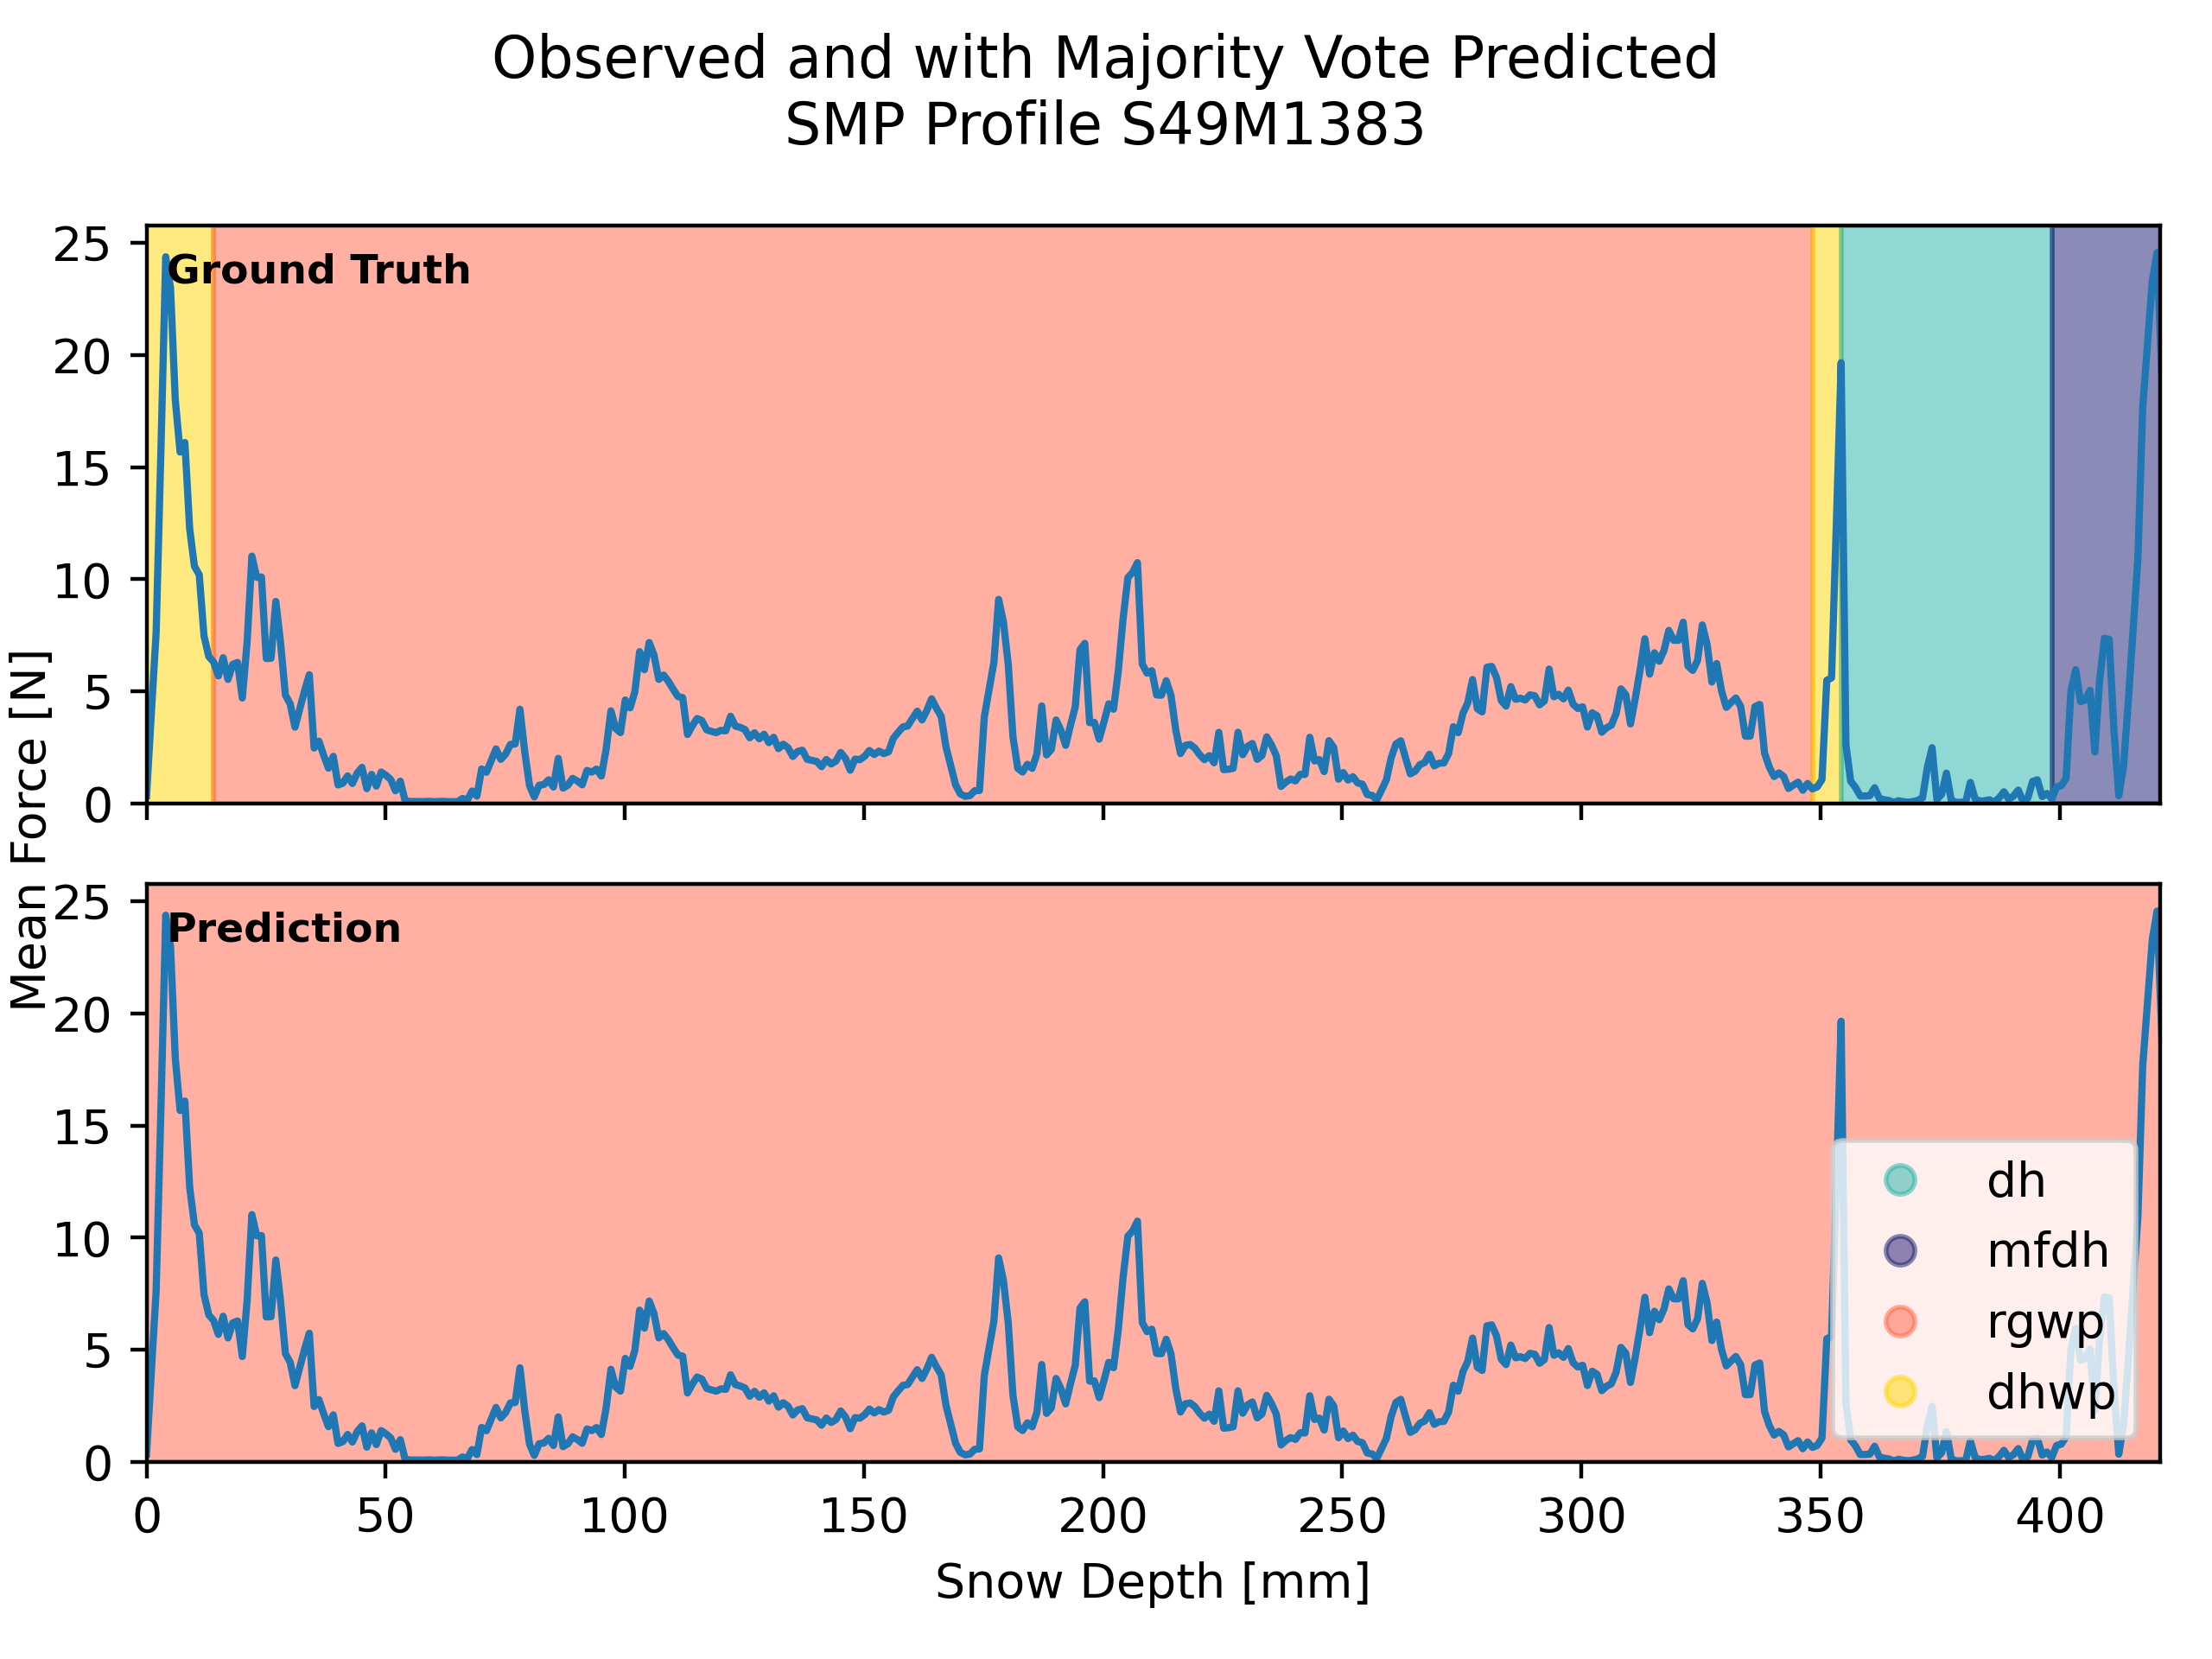 Observed and with Majority Vote Predicted
SMP Profile S49M1383
Mean Force [N]
25
20
15
10
5
0
Ground Truth
25
20
15
10
5
0
Prediction
dh
mfdh
rgwp
dhwp
0 50 100 150 200 250 300 350 400
Snow Depth [mm]